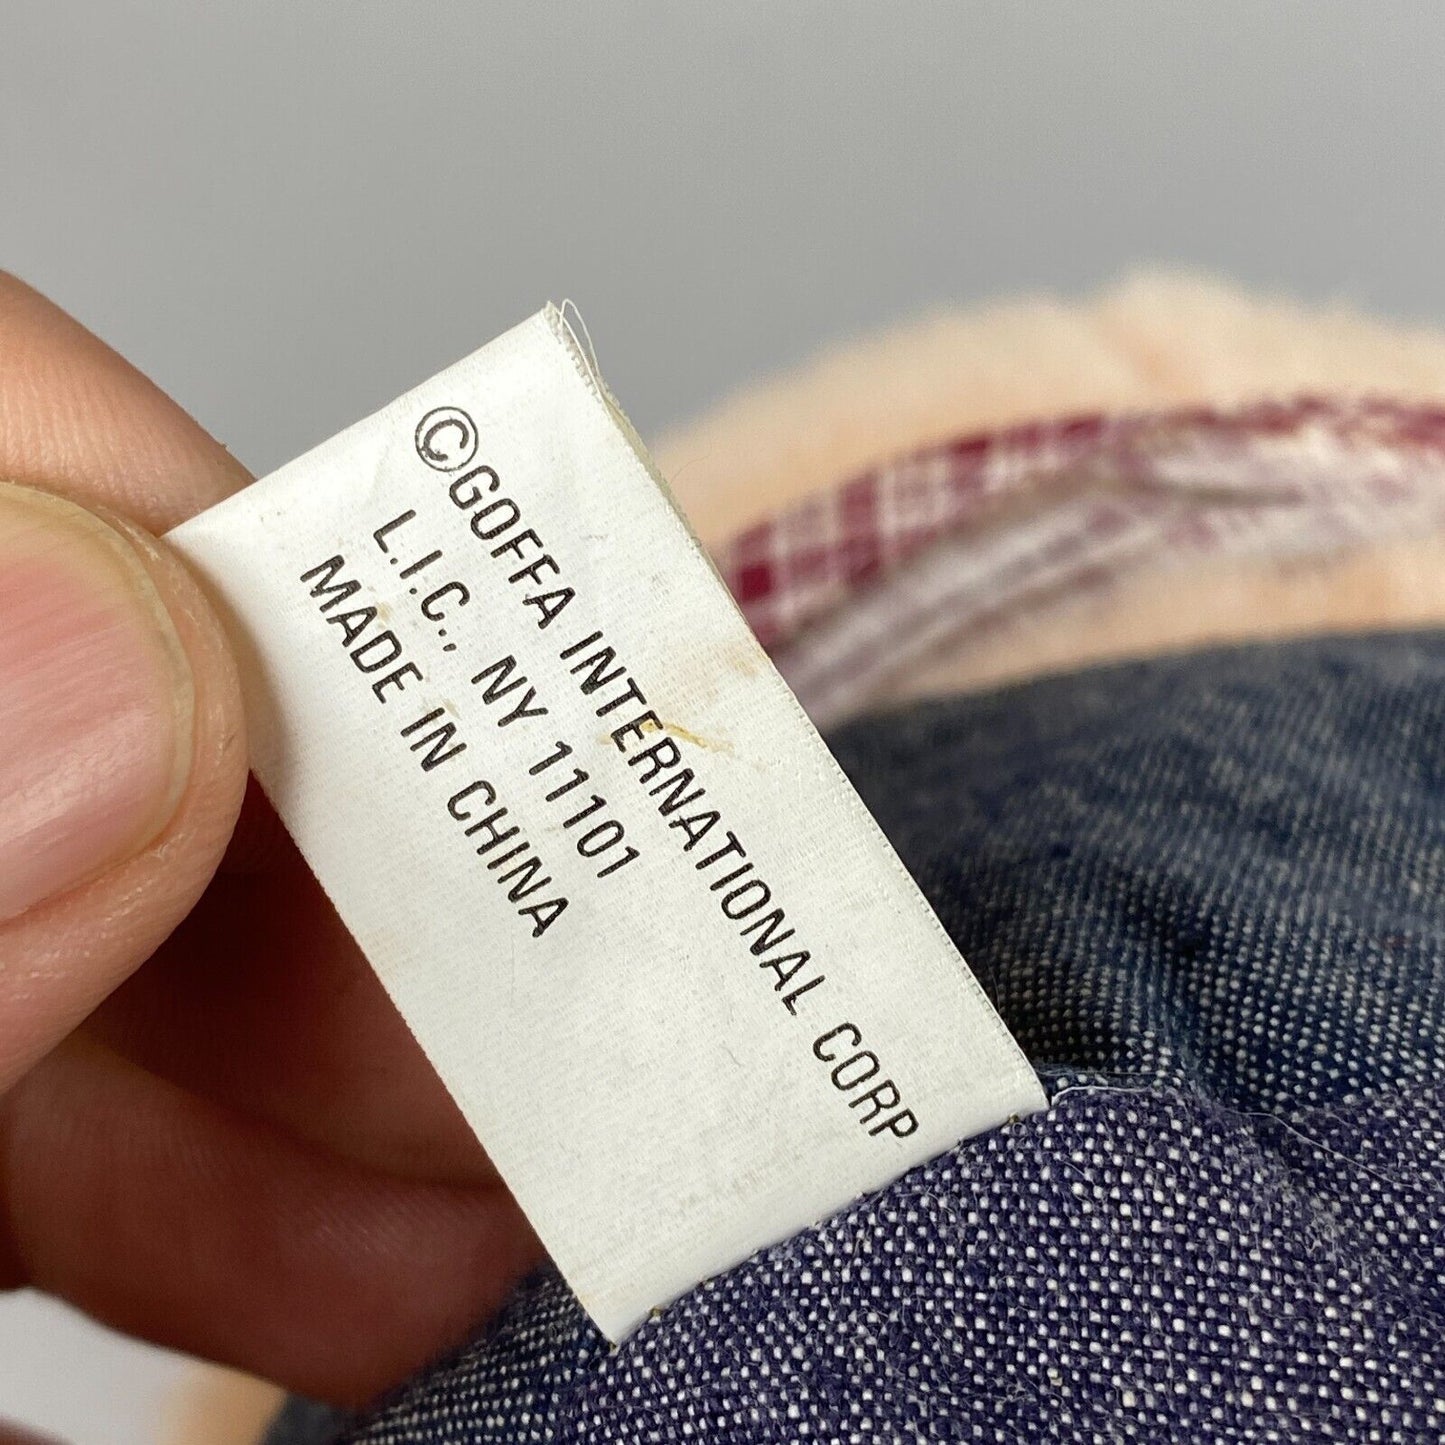 ©GOFFA INTERNATIONAL CORP
L.I.C., NY 11101
MADE IN CHINA